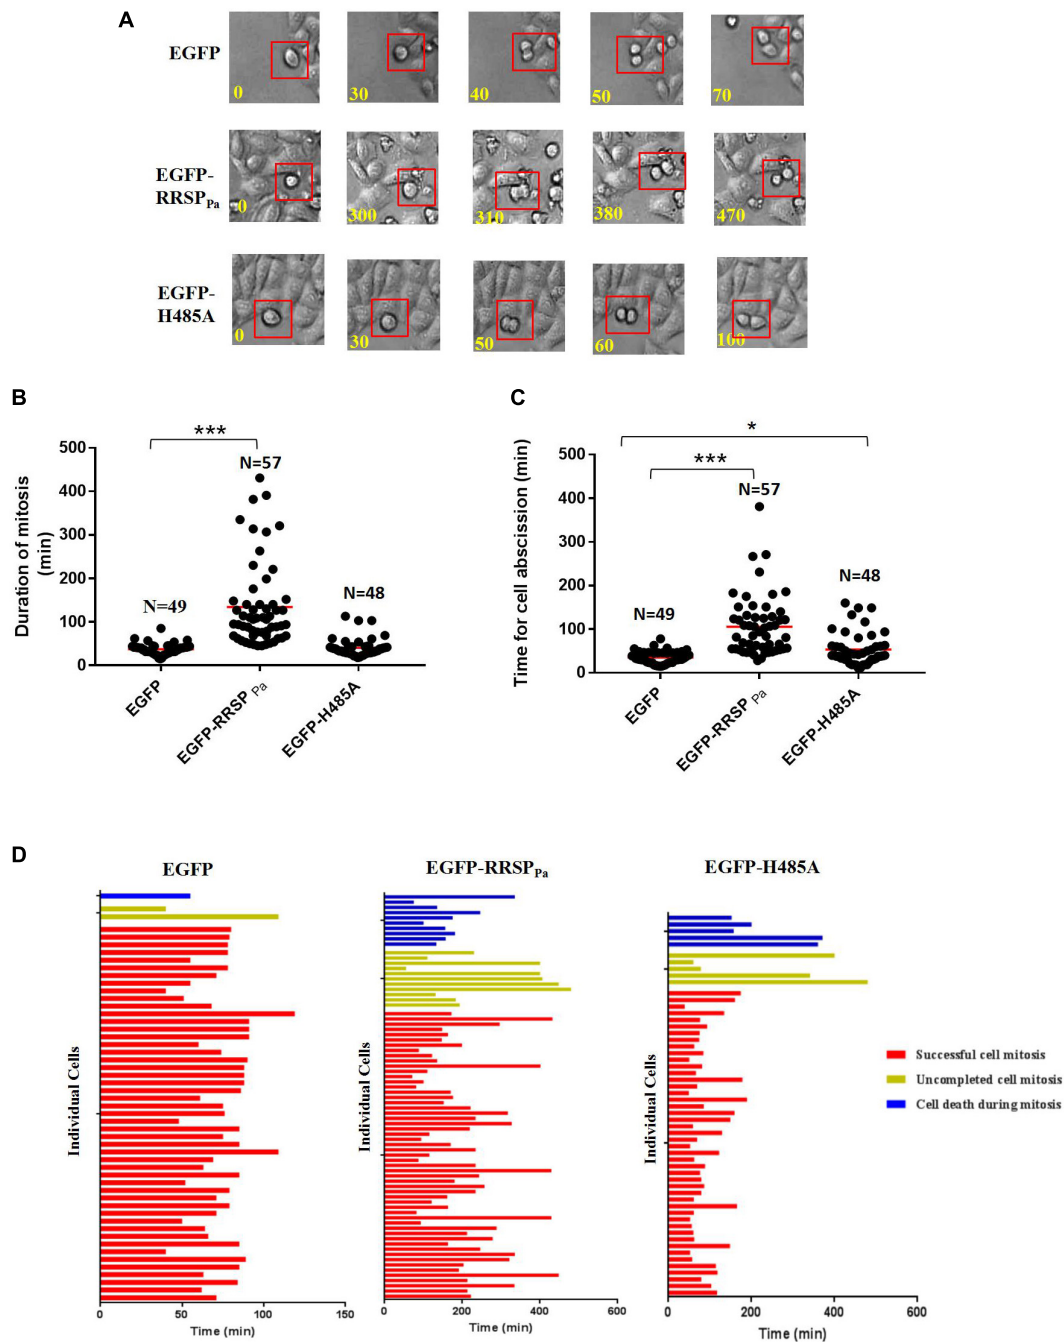 A
EGFP
0 30 40 50 70
EGFP-
RRSPPa
0 300 310 380 470
EGFP-
H485A
0 30 50 60 100
B
Duration of mitosis
(min)
500
400
300
200
100
0
***
N=49
N=57
N=48
EGFP
EGFP-RRSP Pa
EGFP-H485A
C
Time for cell abscission (min)
500
400
300
200
100
0
*
***
N=49
N=57
N=48
EGFP
EGFP-RRSP Pa
EGFP-H485A
D
EGFP
Individual Cells
0 50 100 150
Time (min)
EGFP-RRSPPa
Individual Cells
0 200 400 600
Time (min)
EGFP-H485A
Individual Cells
0 200 400 600
Time (min)
Successful cell mitosis
Uncompleted cell mitosis
Cell death during mitosis